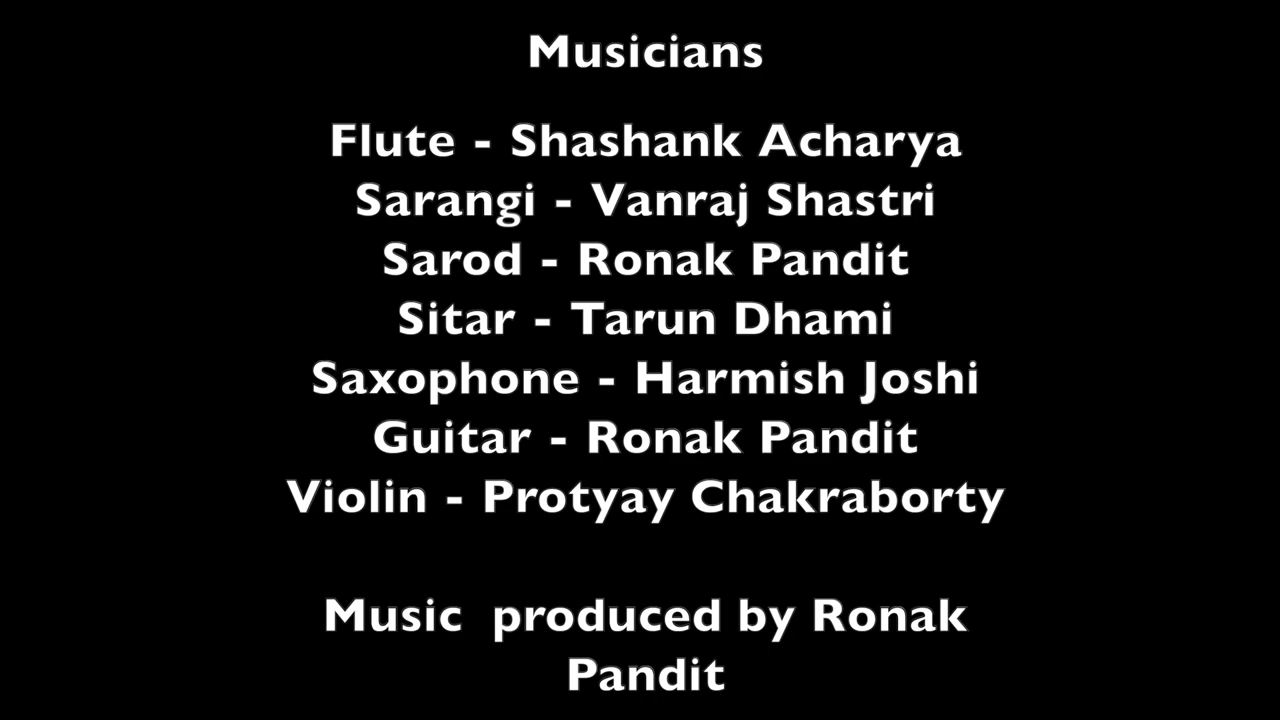 Musicians
Flute - Shashank Acharya
Sarangi - Vanraj Shastri
Sarod - Ronak Pandit
Sitar - Tarun Dhami
Saxophone - Harmish Joshi
Guitar - Ronak Pandit
Violin - Protyay Chakraborty
Music  produced by Ronak
Pandit